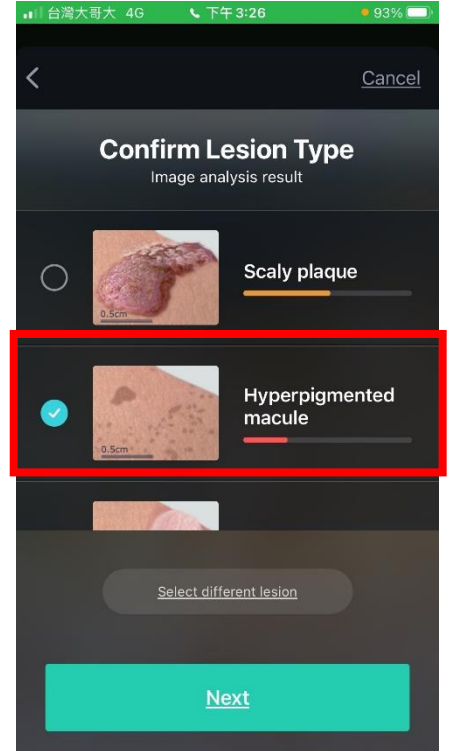 台灣大哥大 4G 下午3:26 93%
Cancel
Confirm Lesion Type
Image analysis result
Scaly plaque
0.5cm
Hyperpigmented
macule
0.5cm
Select different lesion
Next